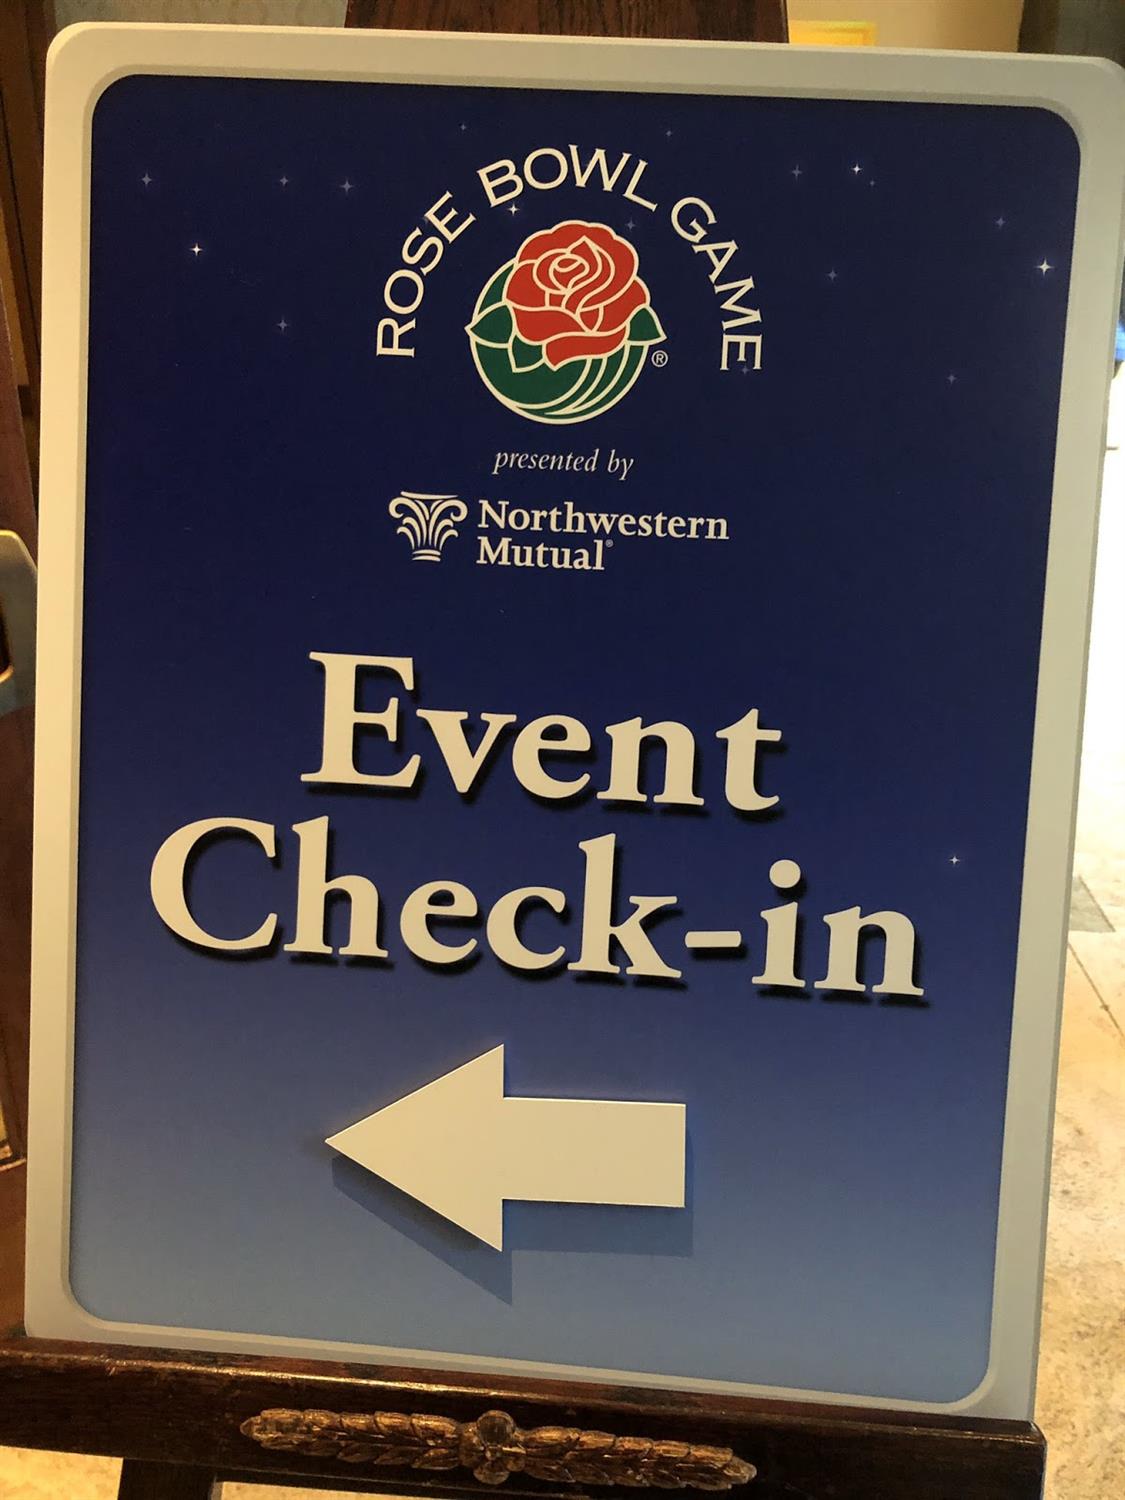 ROSE BOWL GAME
®
presented by
Northwestern
Mutual®
Event
Check-in